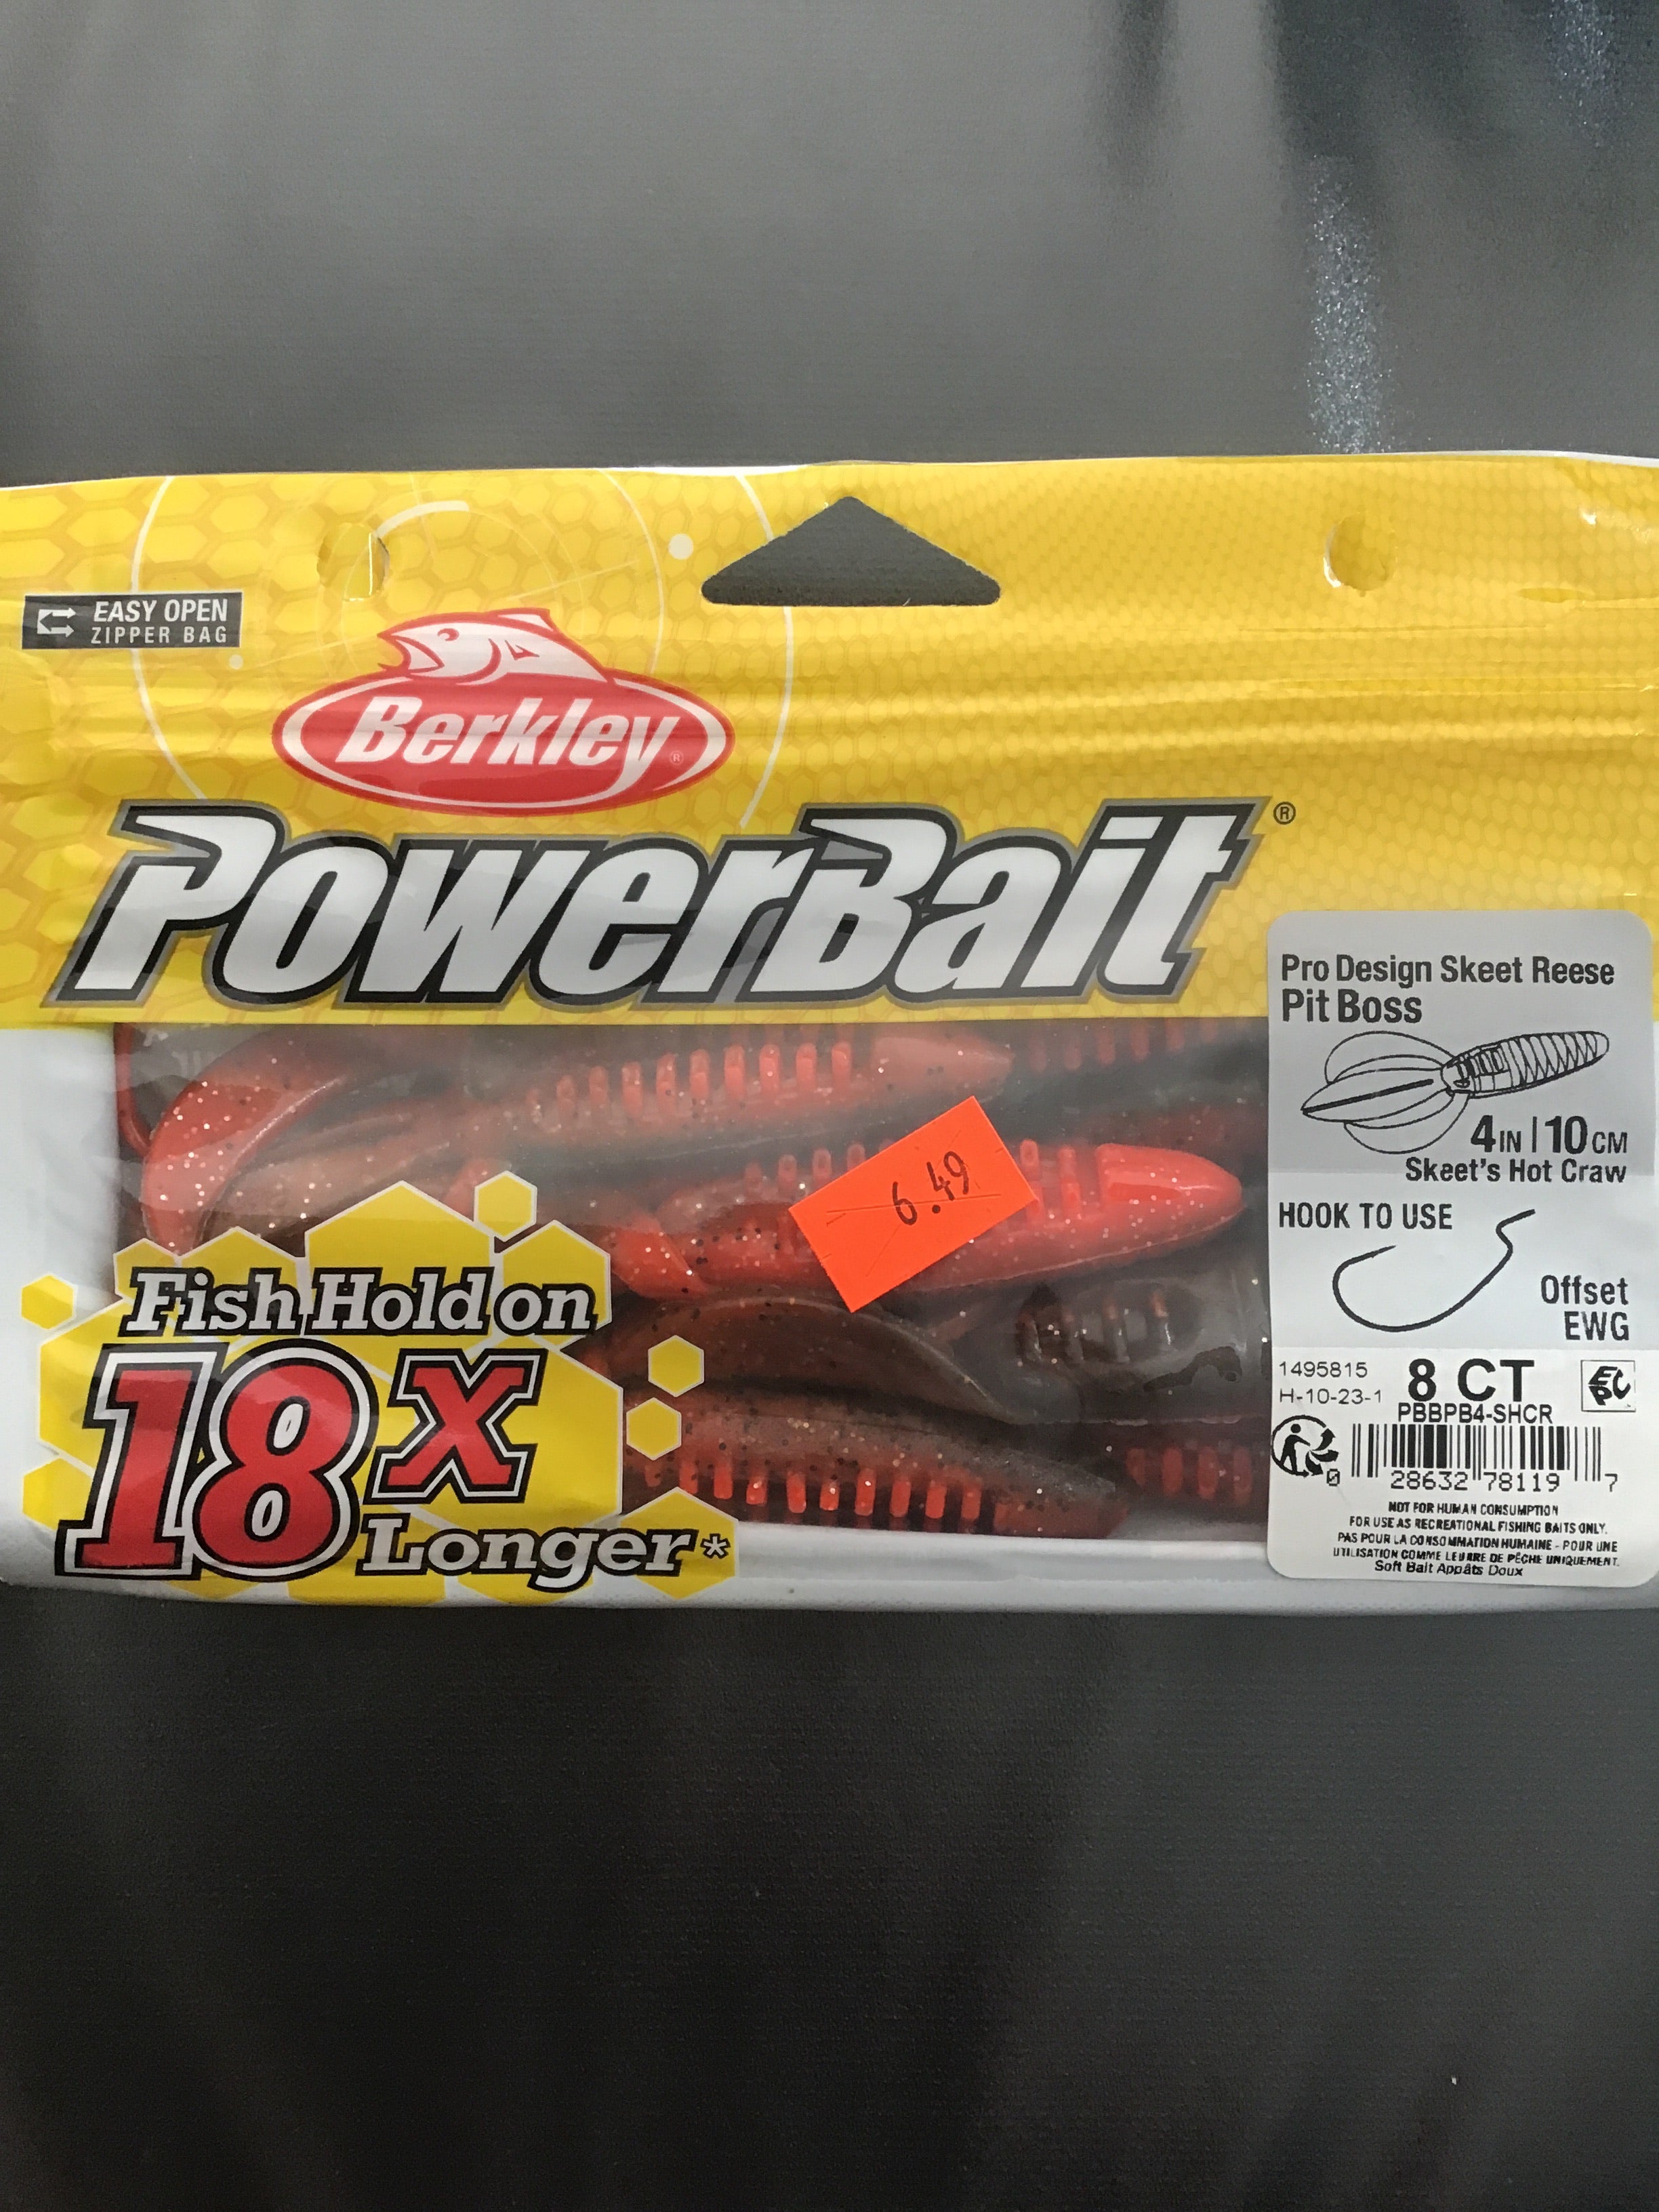 EASY OPEN
ZIPPER BAG
Berkley®
PowerBait®
Pro Design Skeet Reese
Pit Boss
4IN | 10CM
Skeet's Hot Craw
HOOK TO USE
Offset
EWG
6.49
Fish Hold on
18x
Longer*
1495815
H-10-23-1
8 CT
PBBPB4-SHCR
0 28632 78119 7
NOT FOR HUMAN CONSUMPTION
FOR USE AS RECREATIONAL FISHING BAITS ONLY.
PAS POUR LA CONSOMMATION HUMAINE - POUR UNE
UTILISATION COMME LEURRE DE PÊCHE UNIQUEMENT.
Soft Bait Appâts Doux